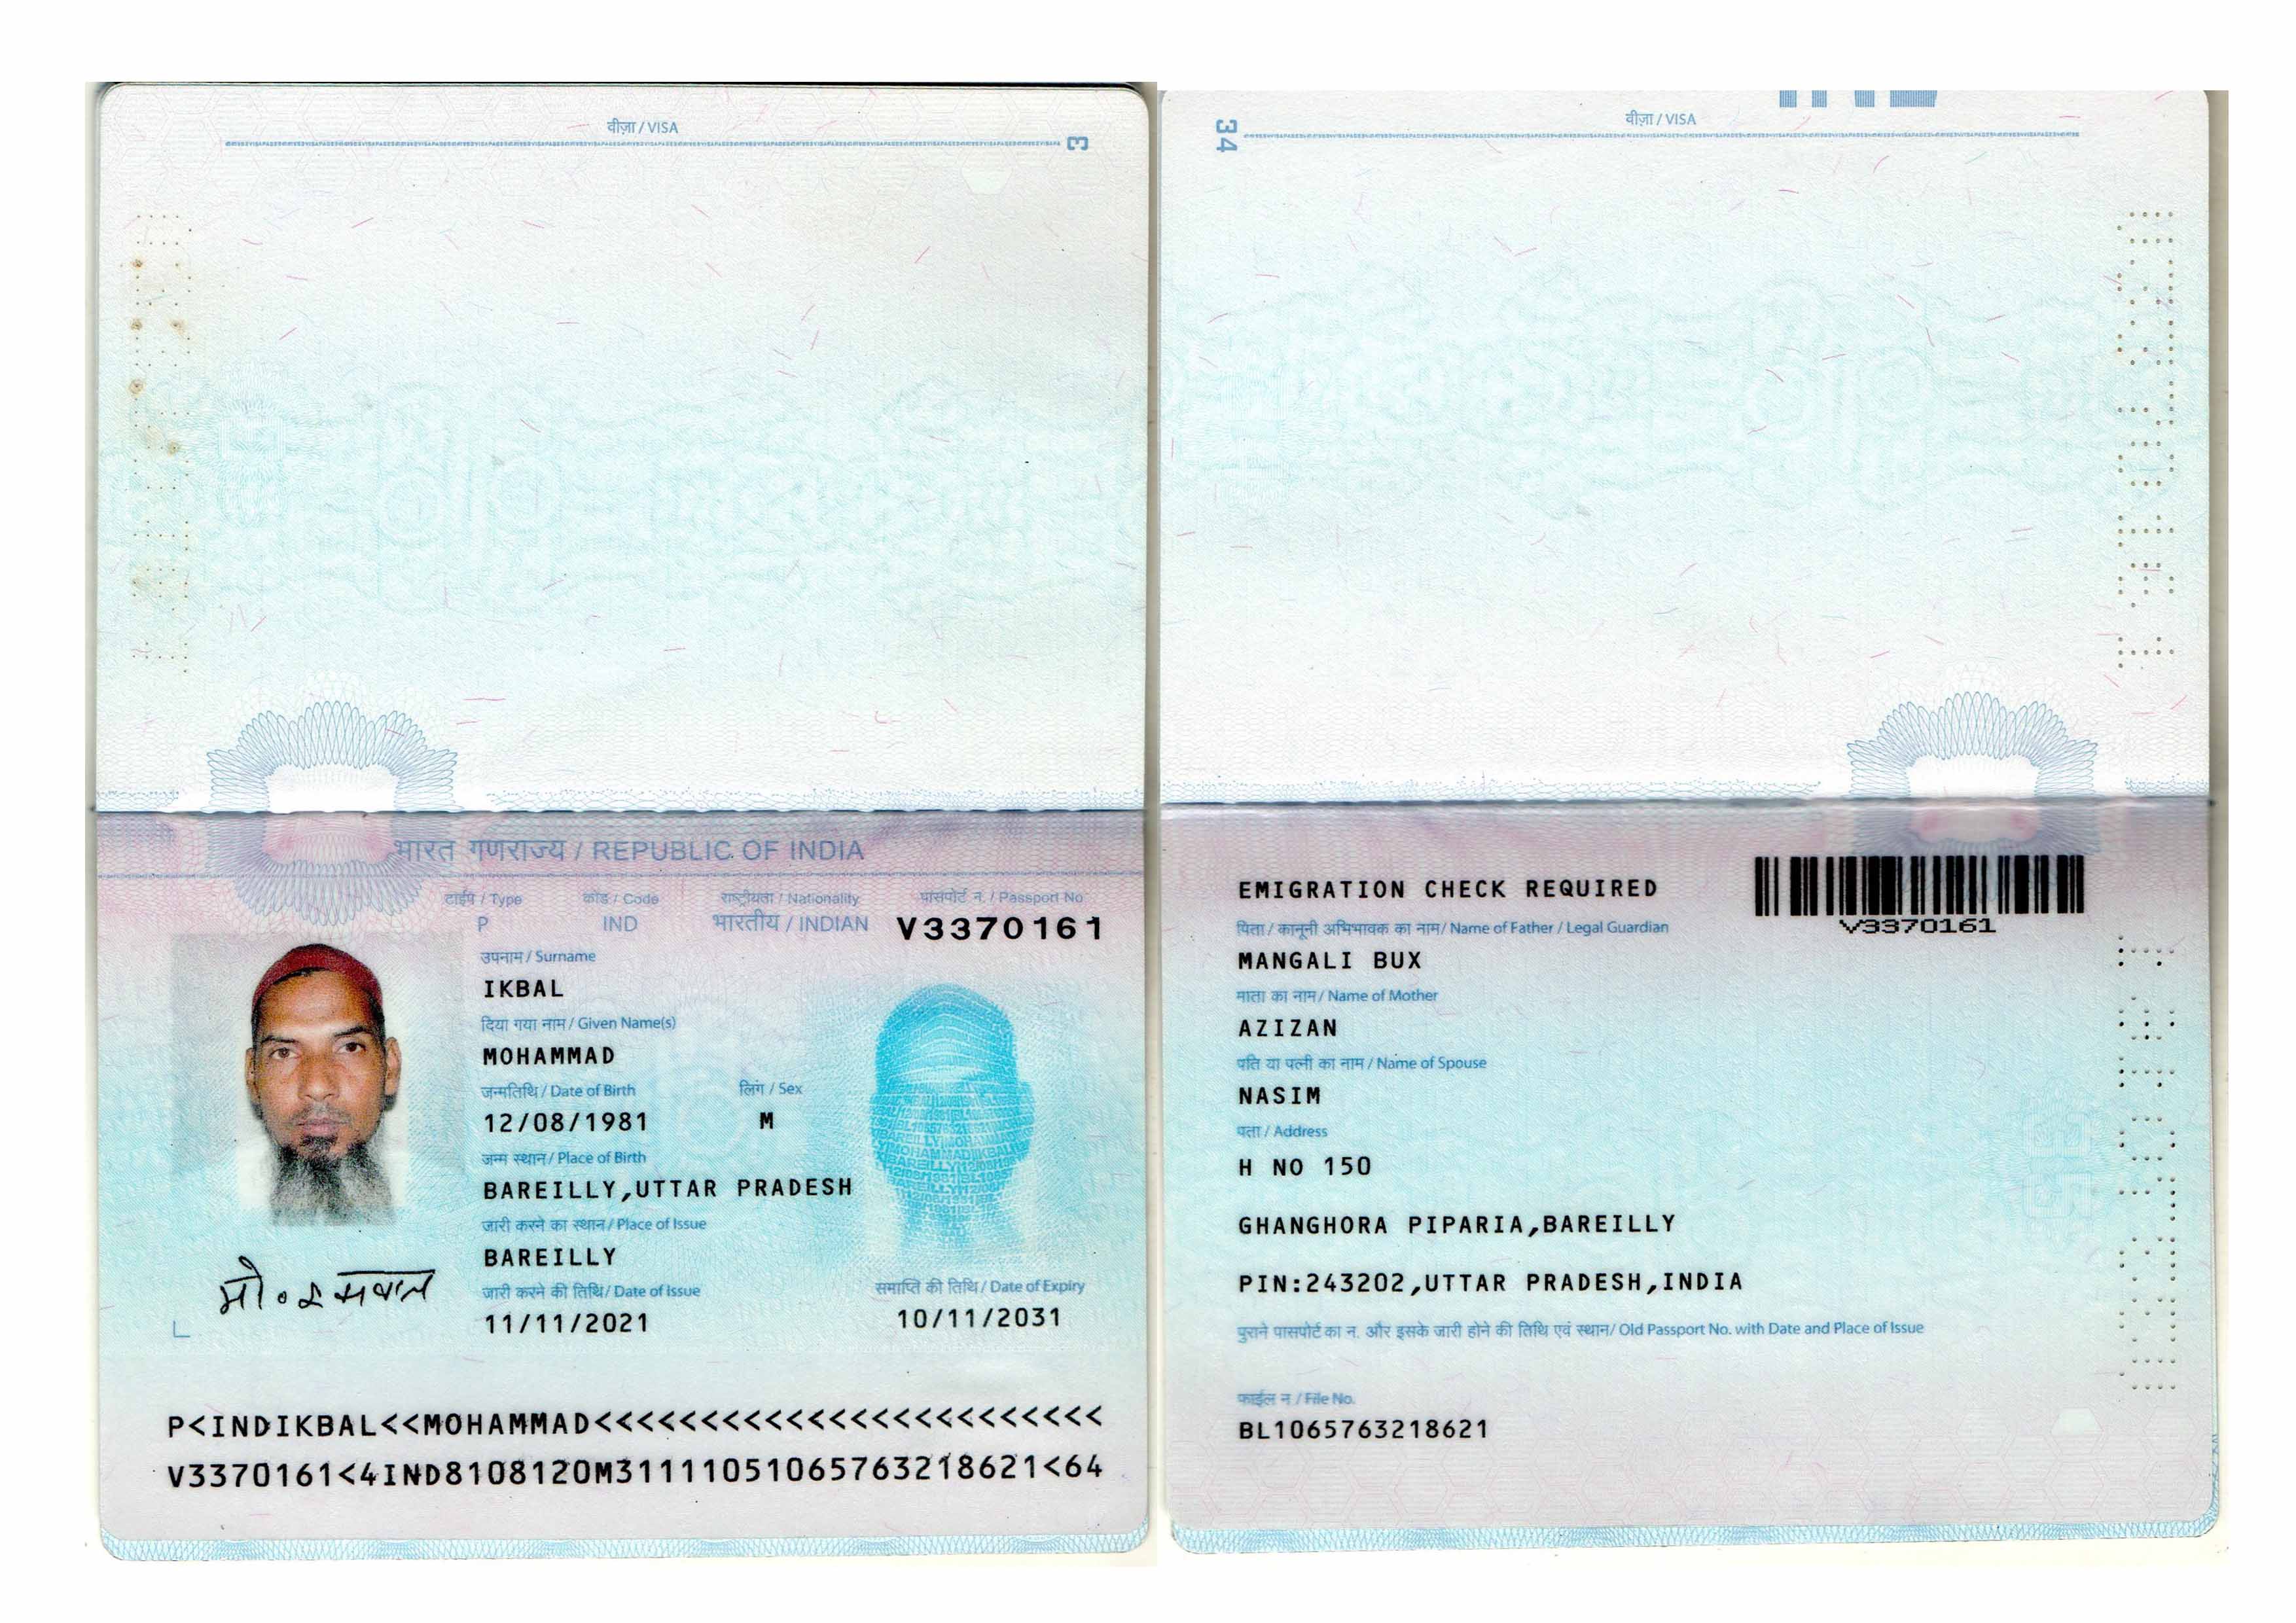 वीज़ा / VISA
3
भारत गणराज्य / REPUBLIC OF INDIA
टाईप / Type कोड / Code राष्ट्रीयता / Nationality पासपोर्ट न. / Passport No
P IND भारतीय / INDIAN V3370161
उपनाम / Surname
IKBAL
दिया गया नाम / Given Name(s)
MOHAMMAD
जन्मतिथि / Date of Birth लिंग / Sex
12/08/1981 M
जन्म स्थान / Place of Birth
BAREILLY,UTTAR PRADESH
जारी करने का स्थान / Place of Issue
BAREILLY
जारी करने की तिथि / Date of Issue समाप्ति की तिथि / Date of Expiry
11/11/2021 10/11/2031
P<INDIKBAL<<MOHAMMAD<<<<<<<<<<<<<<<<<<<<<<<<
V3370161<4IND8108120M31111051065763218621<64
34
वीज़ा / VISA
EMIGRATION CHECK REQUIRED
V3370161
पिता / कानूनी अभिभावक का नाम / Name of Father / Legal Guardian
MANGALI BUX
माता का नाम / Name of Mother
AZIZAN
पति या पत्नी का नाम / Name of Spouse
NASIM
पता / Address
H NO 150
GHANGHORA PIPARIA,BAREILLY
PIN:243202,UTTAR PRADESH,INDIA
पुराने पासपोर्ट का न. और इसके जारी होने की तिथि एवं स्थान / Old Passport No. with Date and Place of Issue
फाईल न / File No.
BL1065763218621